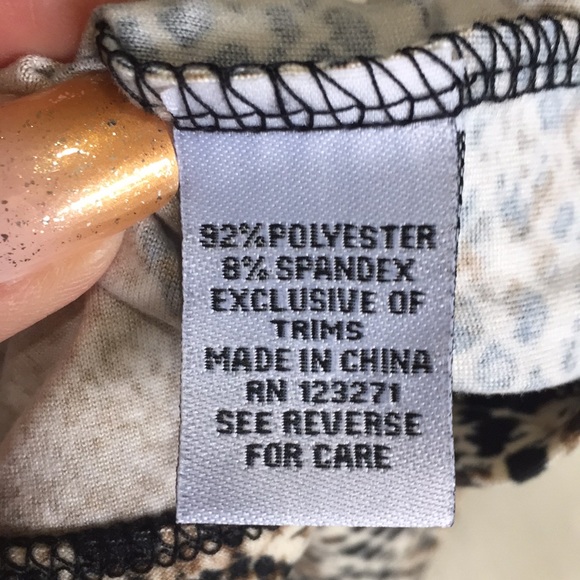 92%POLYESTER
8% SPANDEX
EXCLUSIVE OF
TRIMS
MADE IN CHINA
RN 123271
SEE REVERSE
FOR CARE